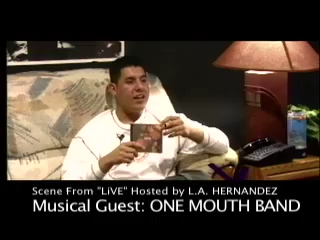 Scene From "LiVE" Hosted by L.A. HERNANDEZ
Musical Guest: ONE MOUTH BAND